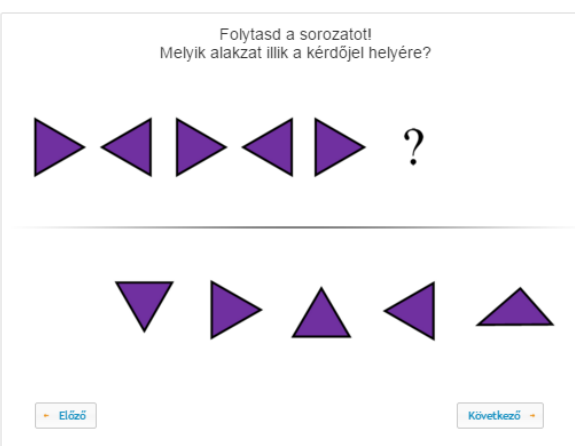 Folytasd a sorozatot!
Melyik alakzat illik a kérdőjel helyére?
?
Előző
Következő